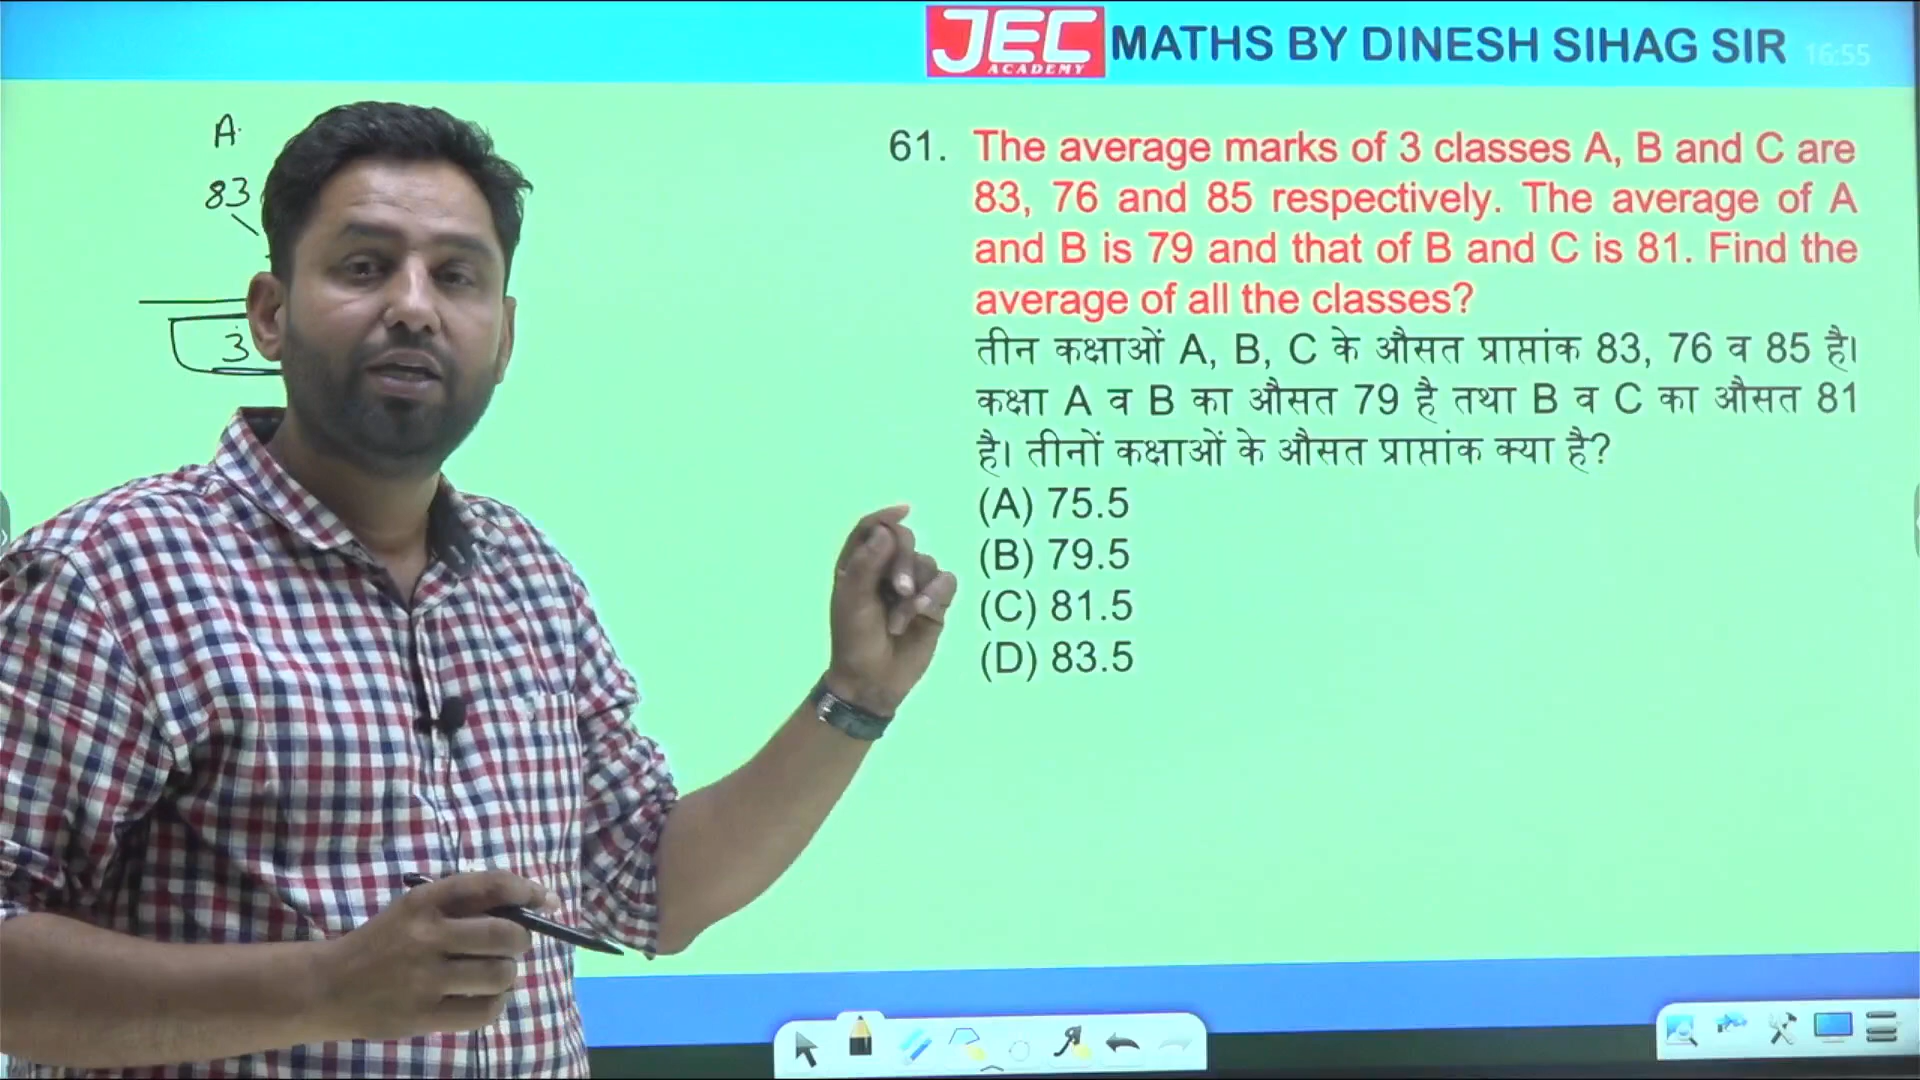 JEC ACADEMY MATHS BY DINESH SIHAG SIR 16:55
A
83
3
61. The average marks of 3 classes A, B and C are
83, 76 and 85 respectively. The average of A
and B is 79 and that of B and C is 81. Find the
average of all the classes?
तीन कक्षाओं A, B, C के औसत प्राप्तांक 83, 76 व 85 है।
कक्षा A व B का औसत 79 है तथा B व C का औसत 81
है। तीनों कक्षाओं के औसत प्राप्तांक क्या है?
(A) 75.5
(B) 79.5
(C) 81.5
(D) 83.5